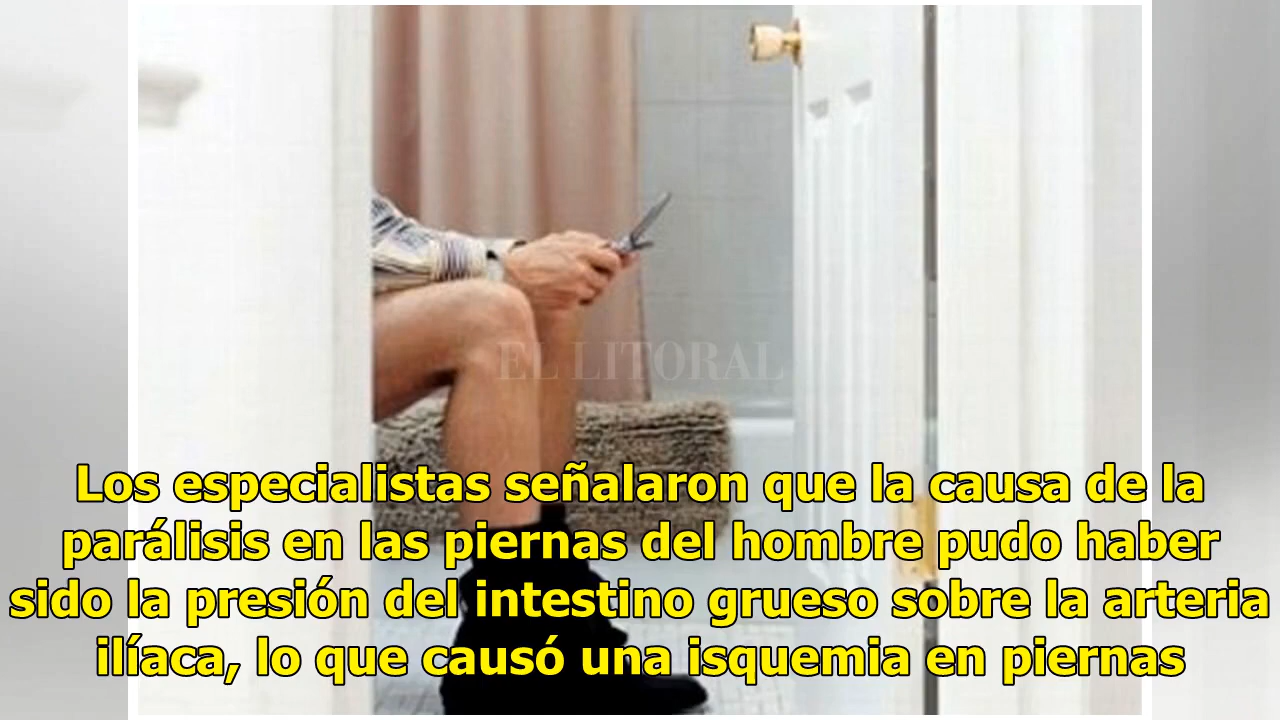 EL LITORAL
Los especialistas señalaron que la causa de la
parálisis en las piernas del hombre pudo haber
sido la presión del intestino grueso sobre la arteria
ilíaca, lo que causó una isquemia en piernas